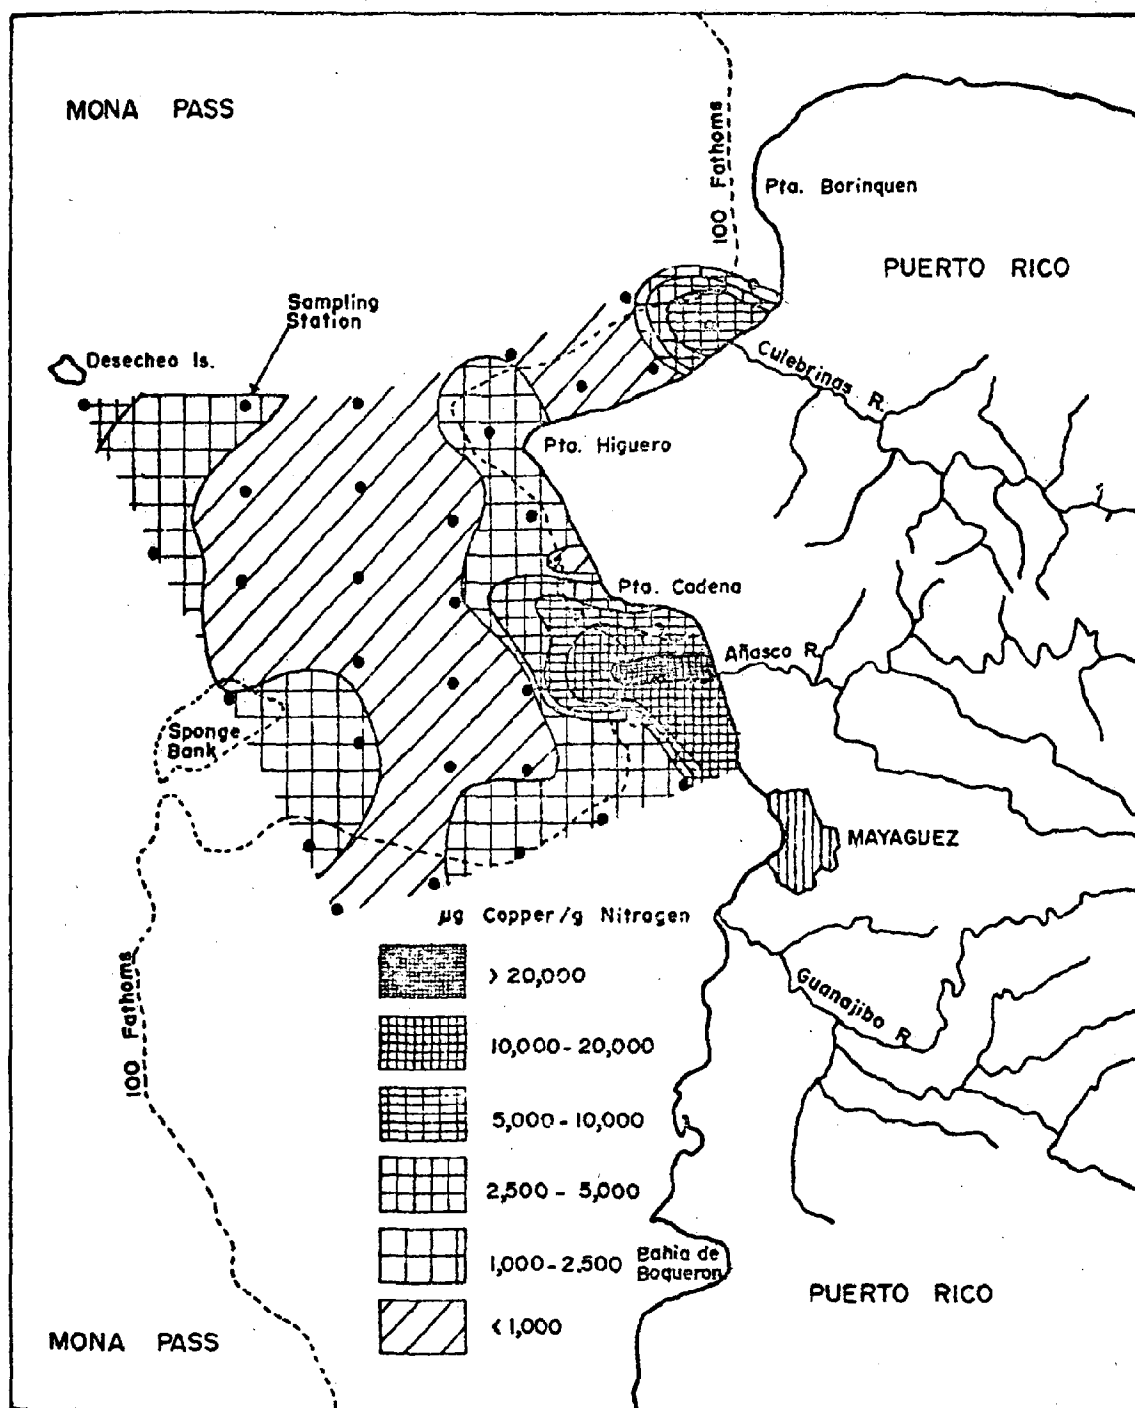 MONA PASS
100 Fathoms
Pta. Borinquen
PUERTO RICO
Sampling
Station
Desecheo Is.
Culebrinas R.
Pta. Higuero
Pta. Cadena
Añasco R.
Sponge
Bank
MAYAGUEZ
µg Copper/g Nitrogen
> 20,000
10,000-20,000
5,000-10,000
2,500-5,000
1,000-2,500
< 1,000
Guanajibo R.
100 Fathoms
Bahia de
Boqueron
PUERTO RICO
MONA PASS